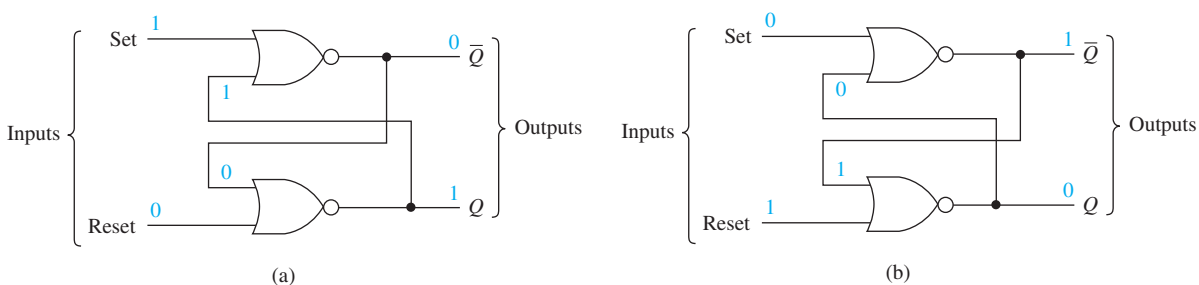 1
Set
0 Q̅
1
Inputs
Outputs
0
Reset
0
1 Q
(a)
0
Set
1 Q̅
0
Inputs
Outputs
1
Reset
1
0 Q
(b)